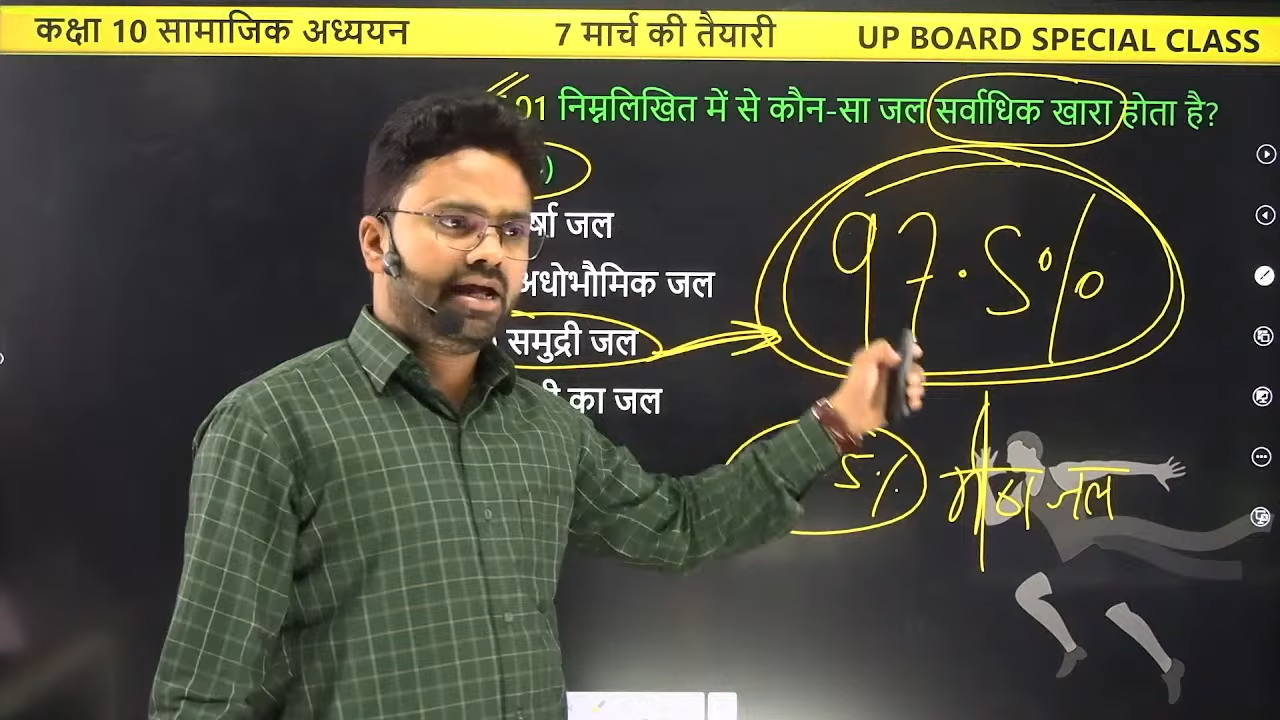 कक्षा 10 सामाजिक अध्ययन 7 मार्च की तैयारी UP BOARD SPECIAL CLASS
01 निम्नलिखित में से कौन-सा जल सर्वाधिक खारा होता है?
जल
अधोभौमिक जल
समुद्री जल
का जल
97.5%
5% मीठा जल